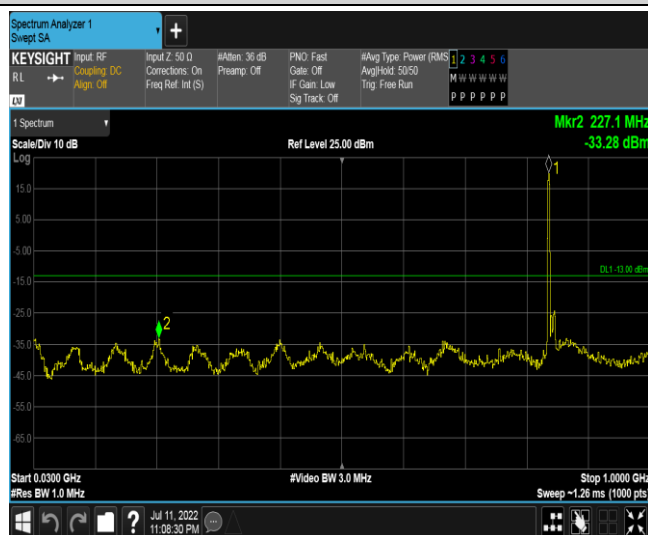 Spectrum Analyzer 1
Swept SA
KEYSIGHT
RL
LXI
Input: RF
Coupling: DC
Align: Off
Input Z: 50 Ω
Corrections: On
Freq Ref: Int (S)
#Atten: 36 dB
Preamp: Off
PNO: Fast
Gate: Off
IF Gain: Low
Sig Track: Off
#Avg Type: Power (RMS
Avg|Hold: 50/50
Trig: Free Run
1 2 3 4 5 6
M W W W W W
P P P P P P
1 Spectrum
Mkr2 227.1 MHz
-33.28 dBm
Scale/Div 10 dB
Ref Level 25.00 dBm
Log
1
15.0
5.00
-5.00
DL1 -13.00 dBm
-15.0
-25.0
2
-35.0
-45.0
-55.0
-65.0
Start 0.0300 GHz
#Video BW 3.0 MHz
Stop 1.0000 GHz
#Res BW 1.0 MHz
Sweep ~1.26 ms (1000 pts)
?
Jul 11, 2022
11:08:30 PM